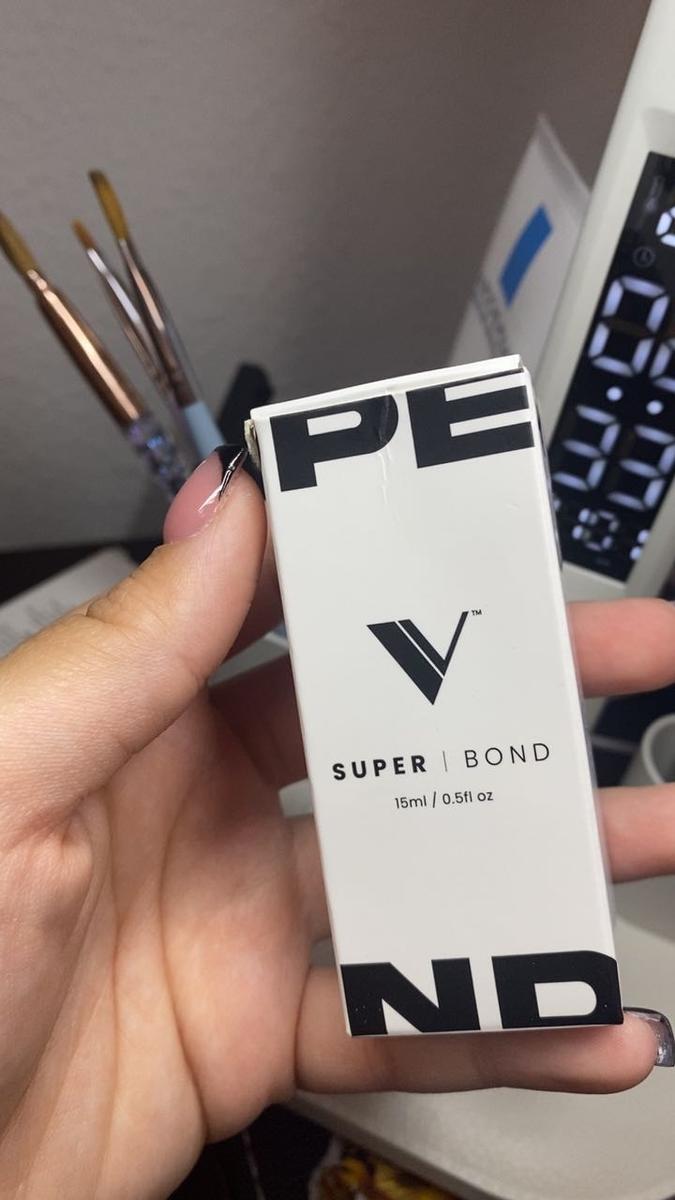 PE
V™
SUPER | BOND
15ml / 0.5fl oz
ND